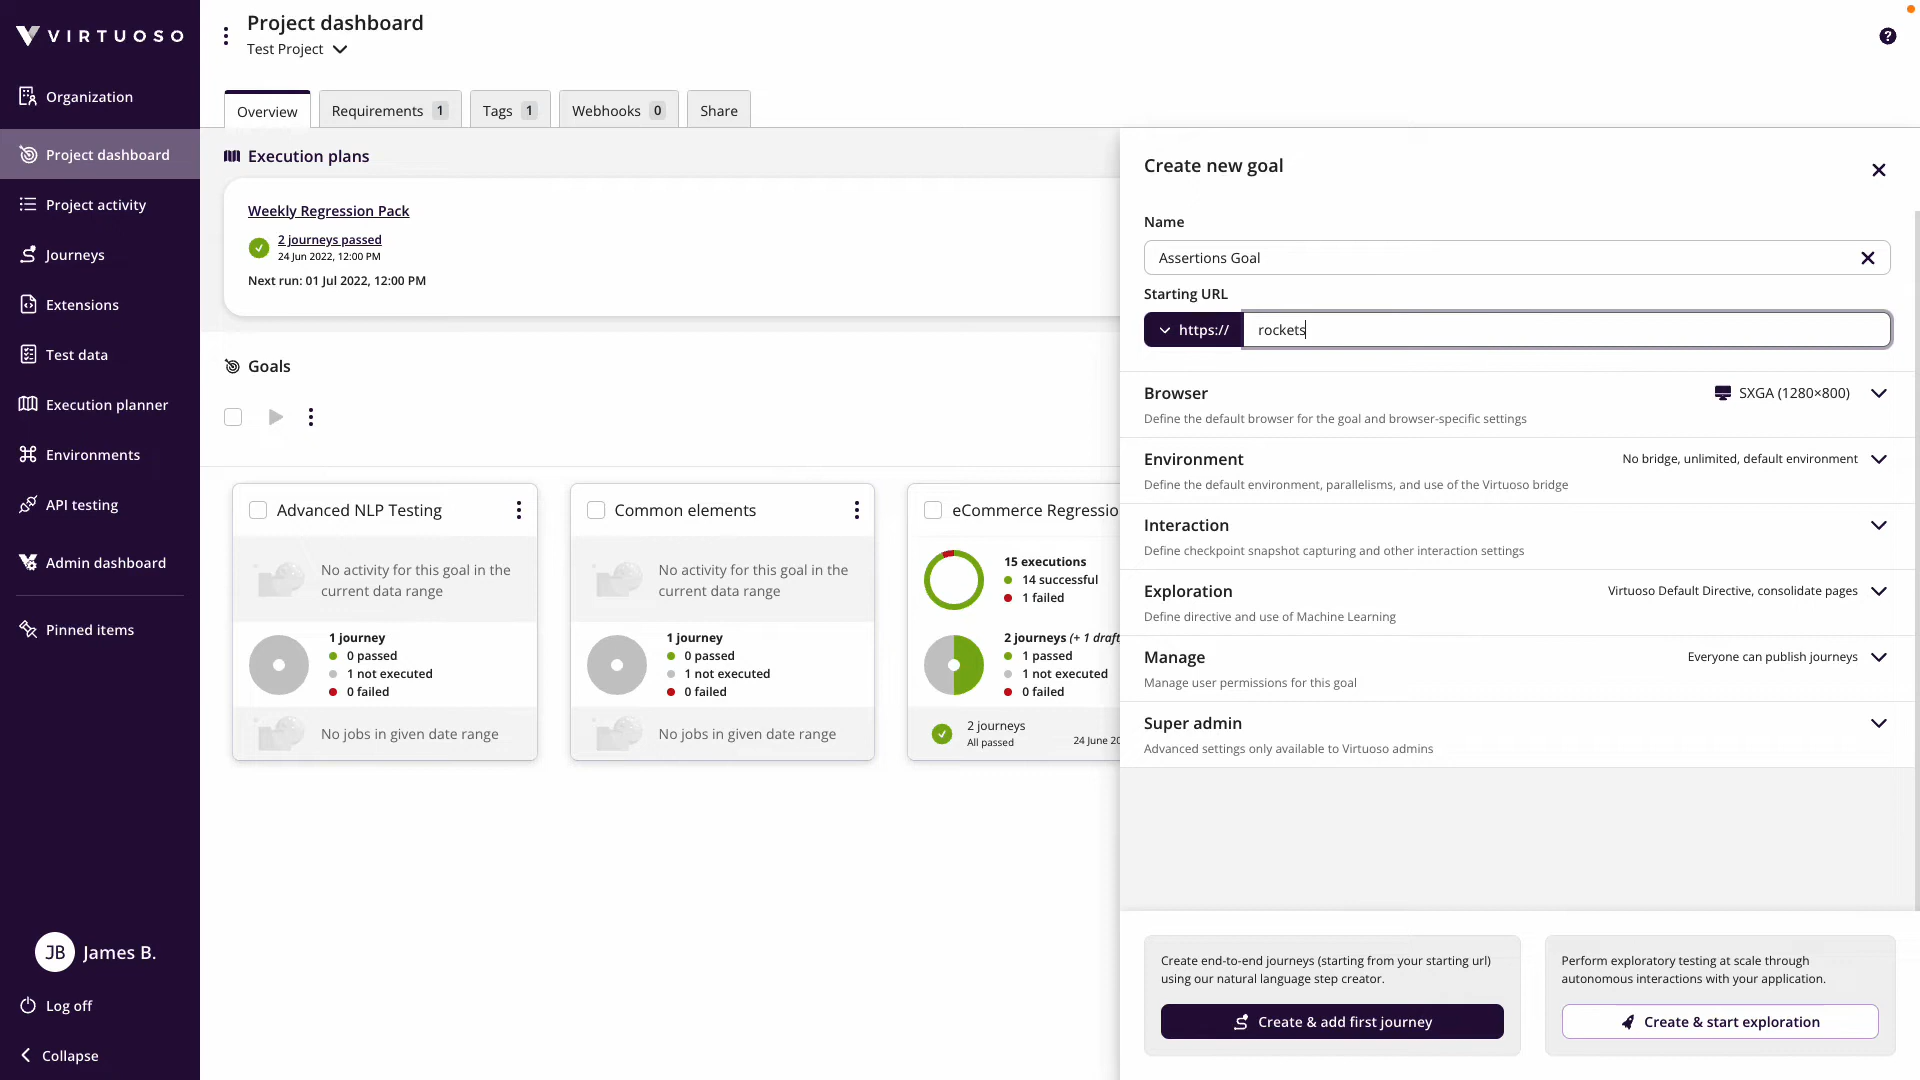 VIRTUOSO
Organization
Project dashboard
Project activity
Journeys
Extensions
Test data
Execution planner
Environments
API testing
Admin dashboard
Pinned items
JB James B.
Log off
Collapse
Project dashboard
Test Project
?
Overview
Requirements 1
Tags 1
Webhooks 0
Share
Execution plans
Weekly Regression Pack
2 journeys passed
24 Jun 2022, 12:00 PM
Next run: 01 Jul 2022, 12:00 PM
Goals
Advanced NLP Testing
No activity for this goal in the
current data range
1 journey
0 passed
1 not executed
0 failed
No jobs in given date range
Common elements
No activity for this goal in the
current data range
1 journey
0 passed
1 not executed
0 failed
No jobs in given date range
eCommerce Regressio
15 executions
14 successful
1 failed
2 journeys (+ 1 draft
1 passed
1 not executed
0 failed
2 journeys
All passed
24 June 20
Create new goal
Name
Assertions Goal
Starting URL
https:// rockets
Browser
SXGA (1280×800)
Define the default browser for the goal and browser-specific settings
Environment
No bridge, unlimited, default environment
Define the default environment, parallelisms, and use of the Virtuoso bridge
Interaction
Define checkpoint snapshot capturing and other interaction settings
Exploration
Virtuoso Default Directive, consolidate pages
Define directive and use of Machine Learning
Manage
Everyone can publish journeys
Manage user permissions for this goal
Super admin
Advanced settings only available to Virtuoso admins
Create end-to-end journeys (starting from your starting url)
using our natural language step creator.
Create & add first journey
Perform exploratory testing at scale through
autonomous interactions with your application.
Create & start exploration